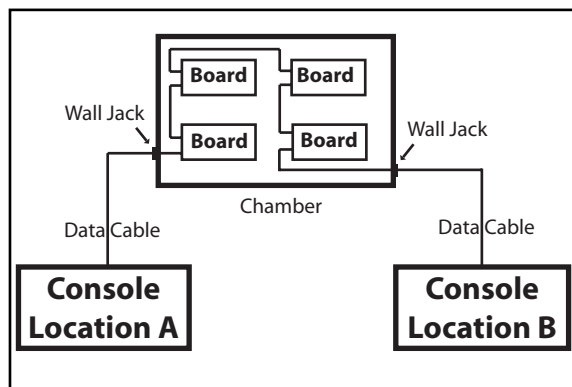 Board
Board
Wall Jack
Board
Board
Wall Jack
Chamber
Data Cable
Data Cable
Console
Location A
Console
Location B